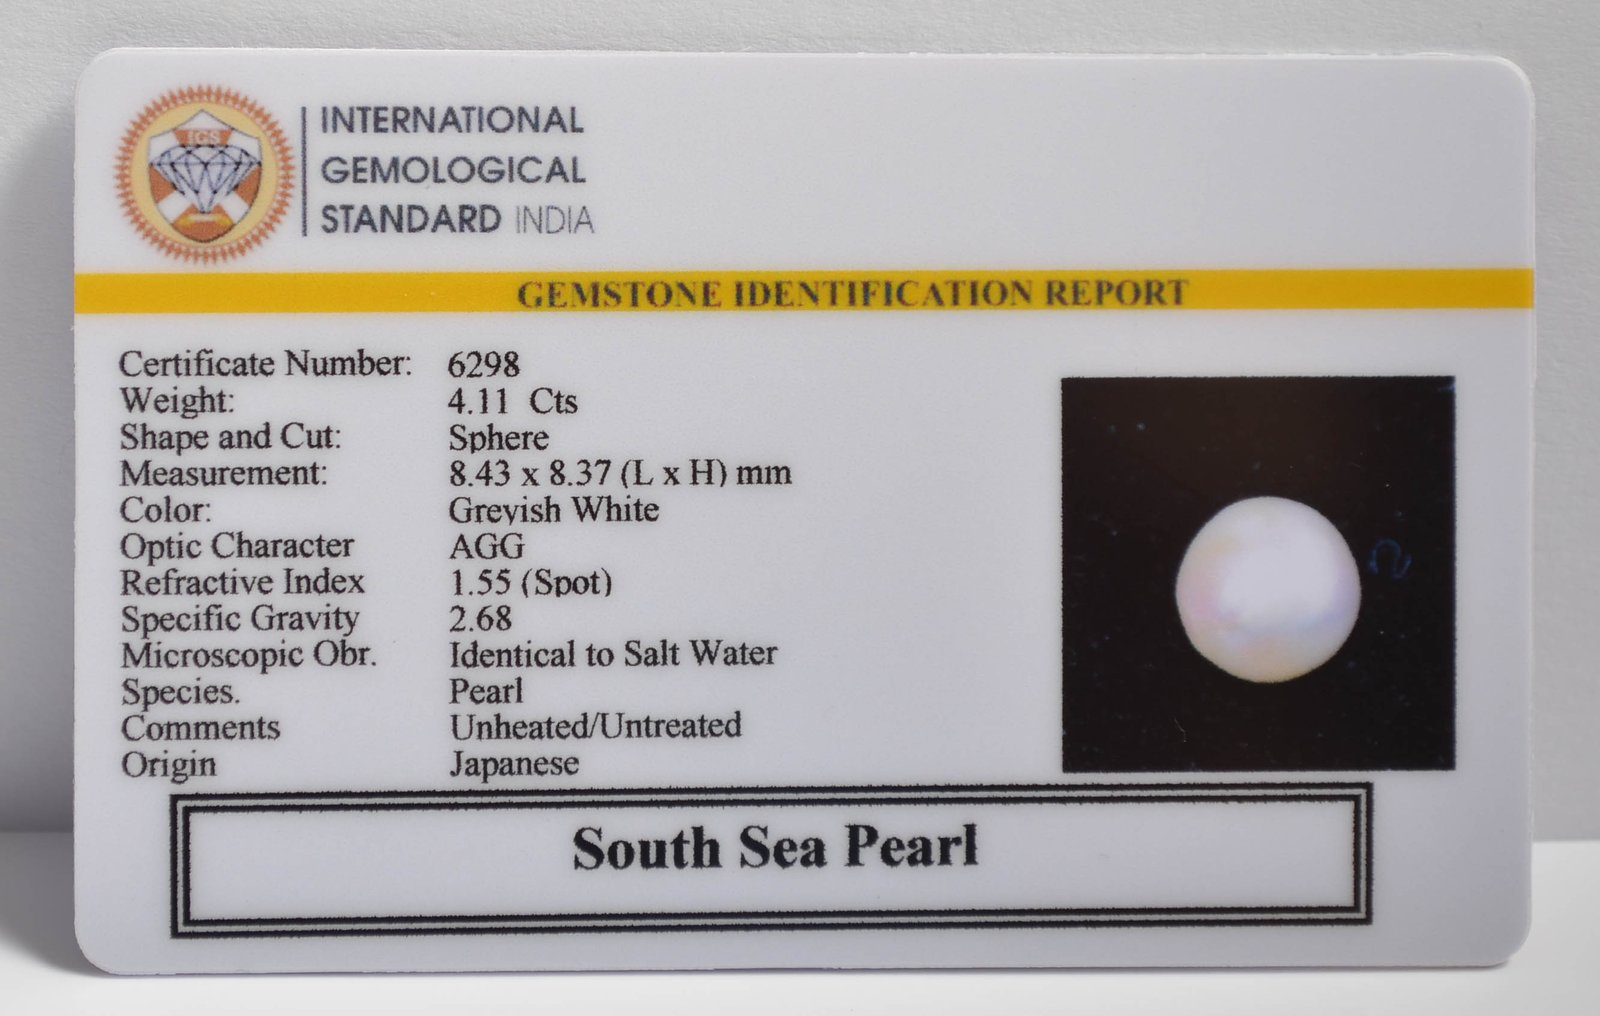 IGS
INTERNATIONAL
GEMOLOGICAL
STANDARD INDIA
GEMSTONE IDENTIFICATION REPORT
Certificate Number: 6298
Weight: 4.11 Cts
Shape and Cut: Sphere
Measurement: 8.43 x 8.37 (L x H) mm
Color: Greyish White
Optic Character AGG
Refractive Index 1.55 (Spot)
Specific Gravity 2.68
Microscopic Obr. Identical to Salt Water
Species. Pearl
Comments Unheated/Untreated
Origin Japanese
South Sea Pearl